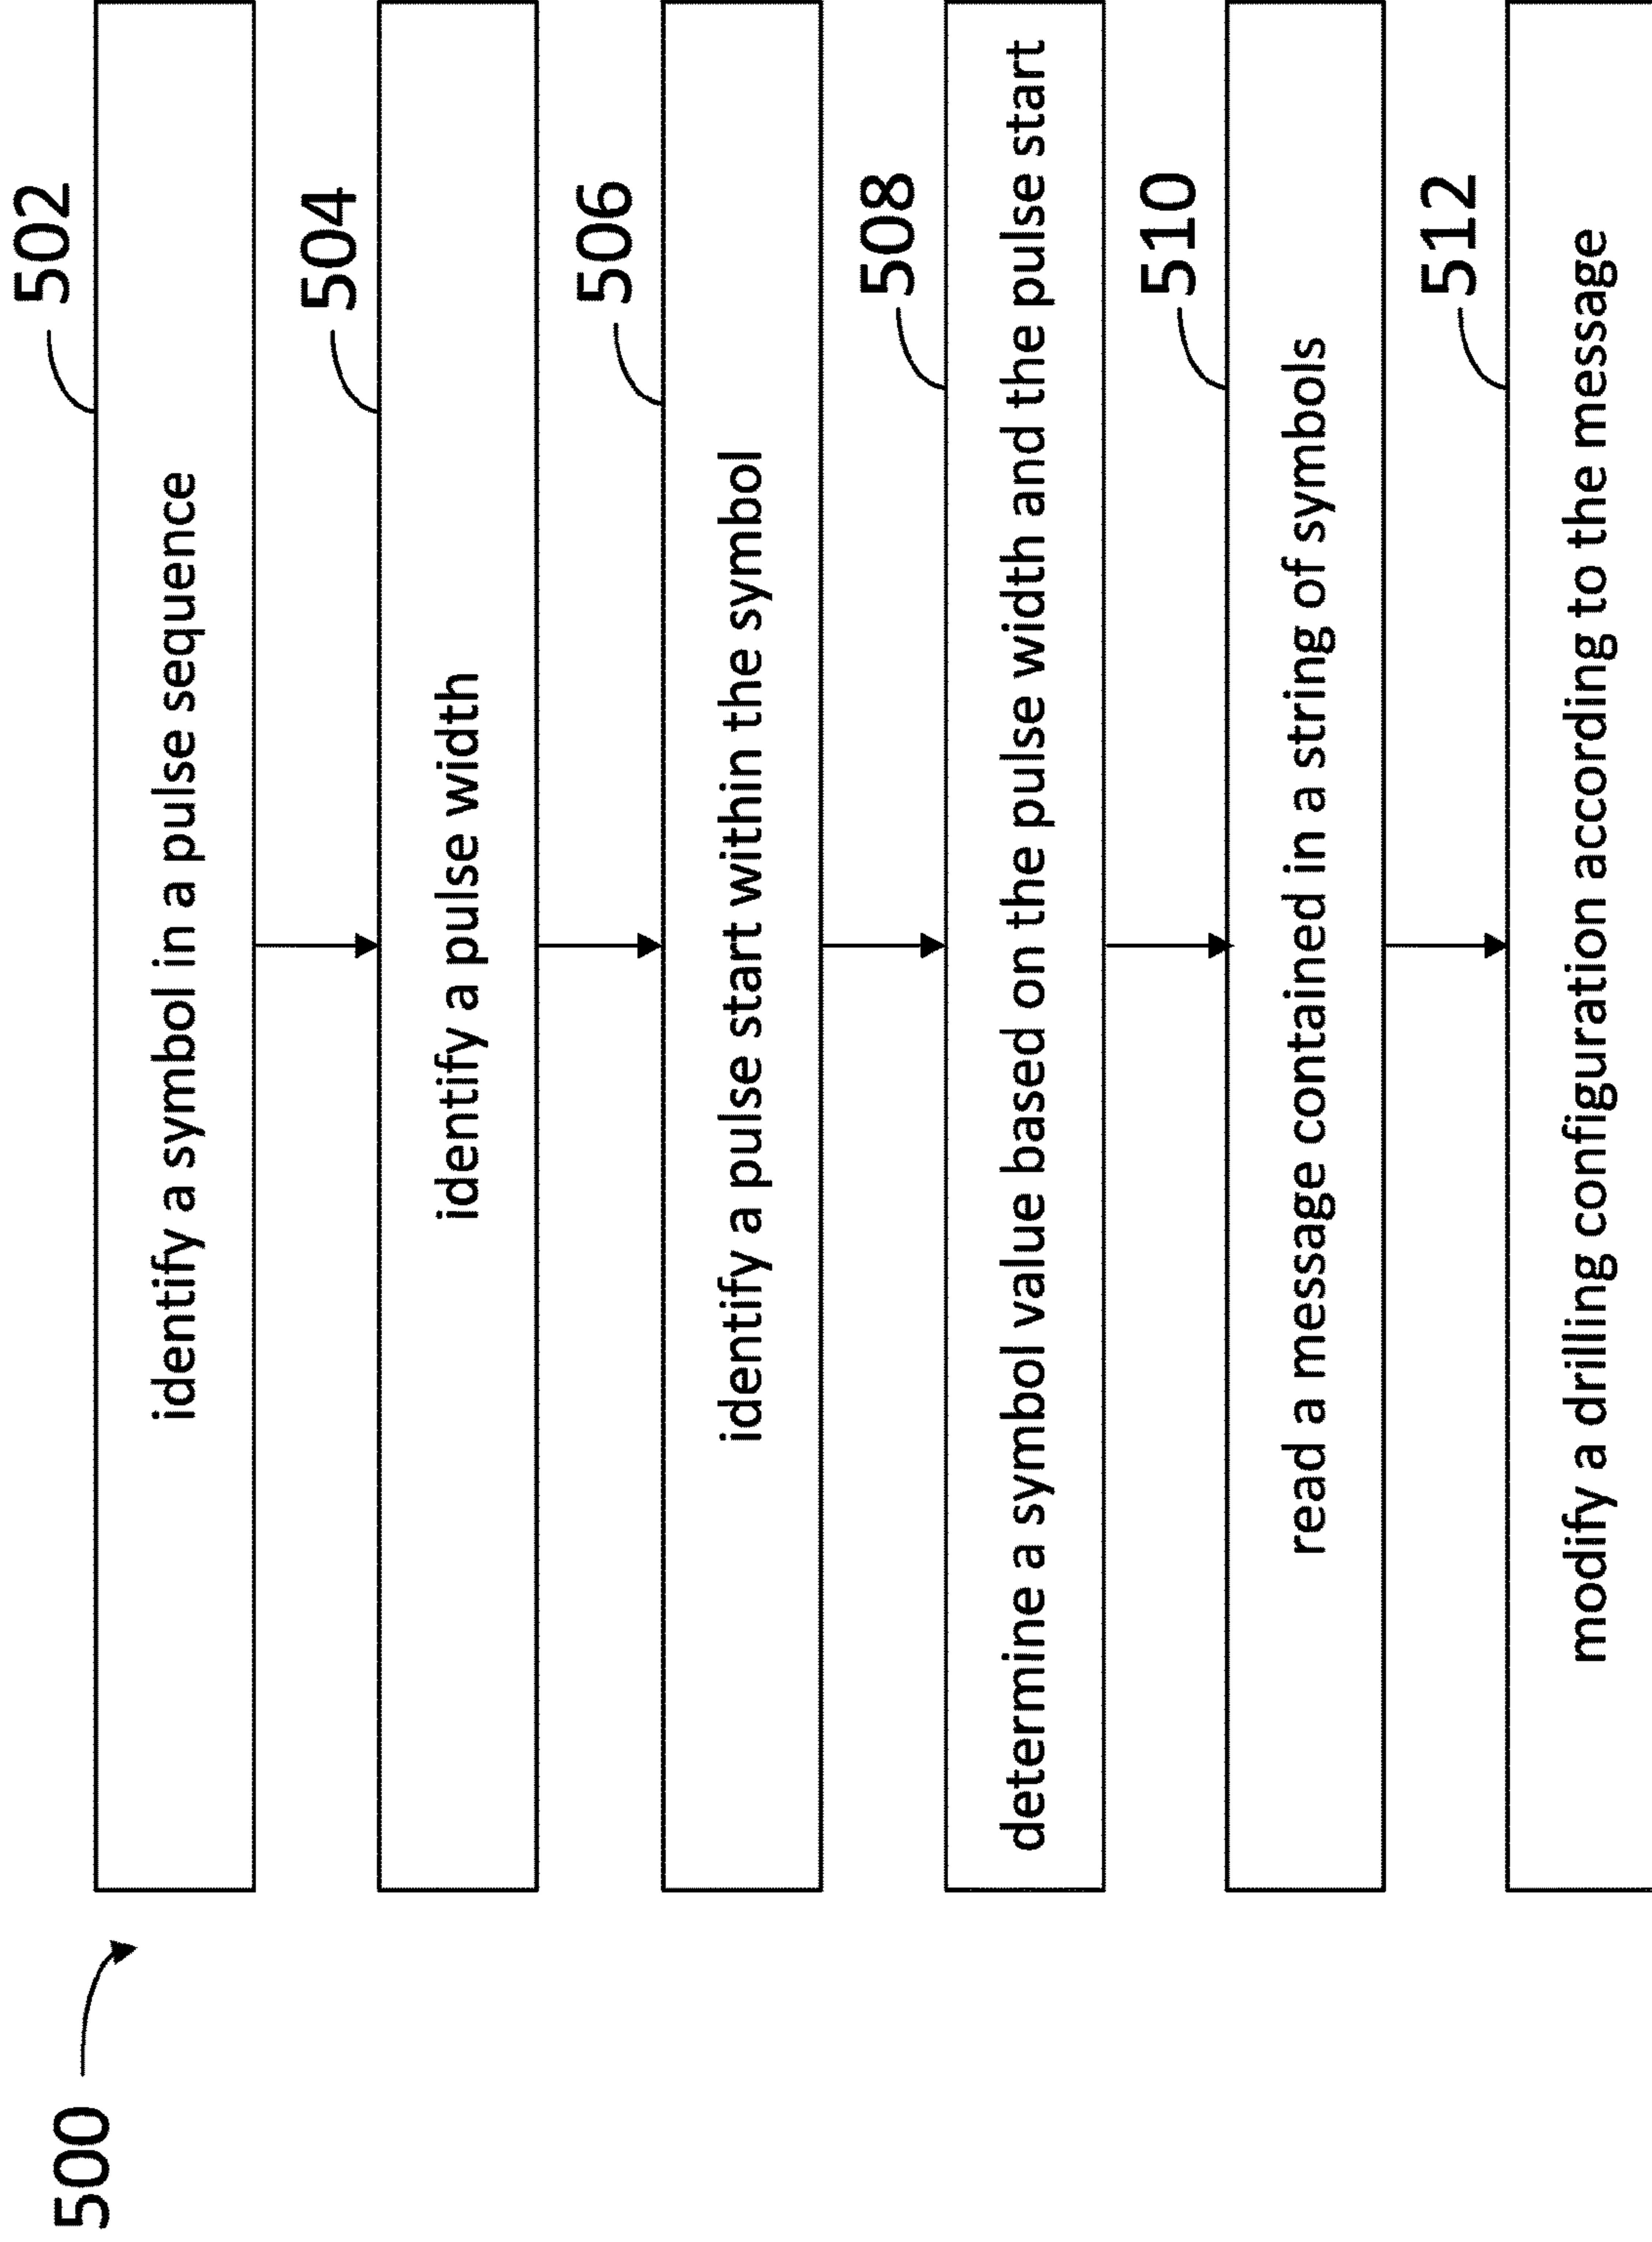 500
502
identify a symbol in a pulse sequence
504
identify a pulse width
506
identify a pulse start within the symbol
508
determine a symbol value based on the pulse width and the pulse start
510
read a message contained in a string of symbols
512
modify a drilling configuration according to the message